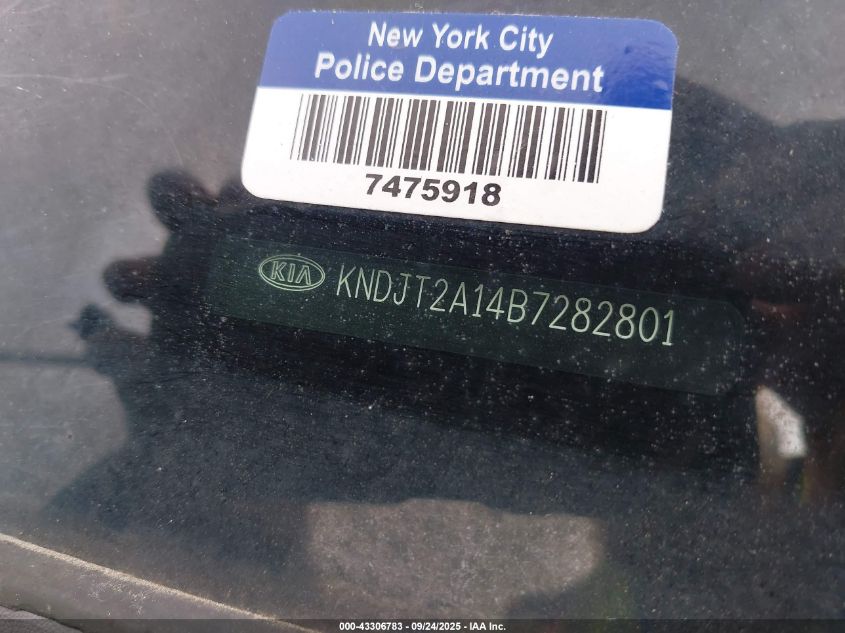 New York City
Police Department
7475918
KIA KNDJT2A14B7282801
000-43306783 - 09/24/2025 - IAA Inc.